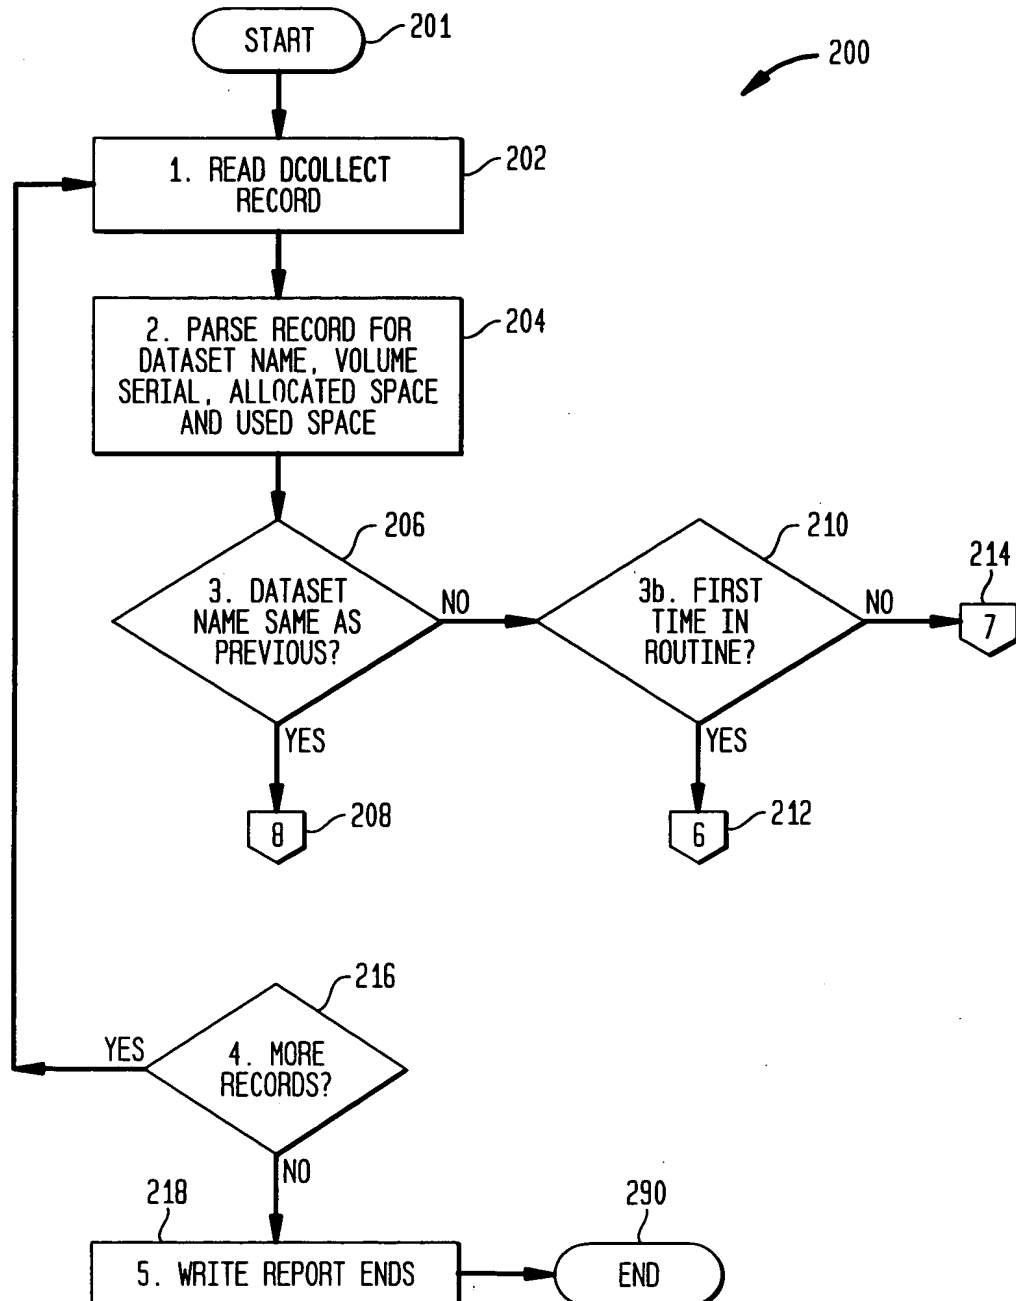 START
201
200
1. READ DCOLLECT
RECORD
202
2. PARSE RECORD FOR
DATASET NAME, VOLUME
SERIAL, ALLOCATED SPACE
AND USED SPACE
204
206
3. DATASET
NAME SAME AS
PREVIOUS?
NO
YES
8
208
210
3b. FIRST
TIME IN
ROUTINE?
NO
214
7
YES
6
212
216
4. MORE
RECORDS?
YES
NO
218
5. WRITE REPORT ENDS
290
END